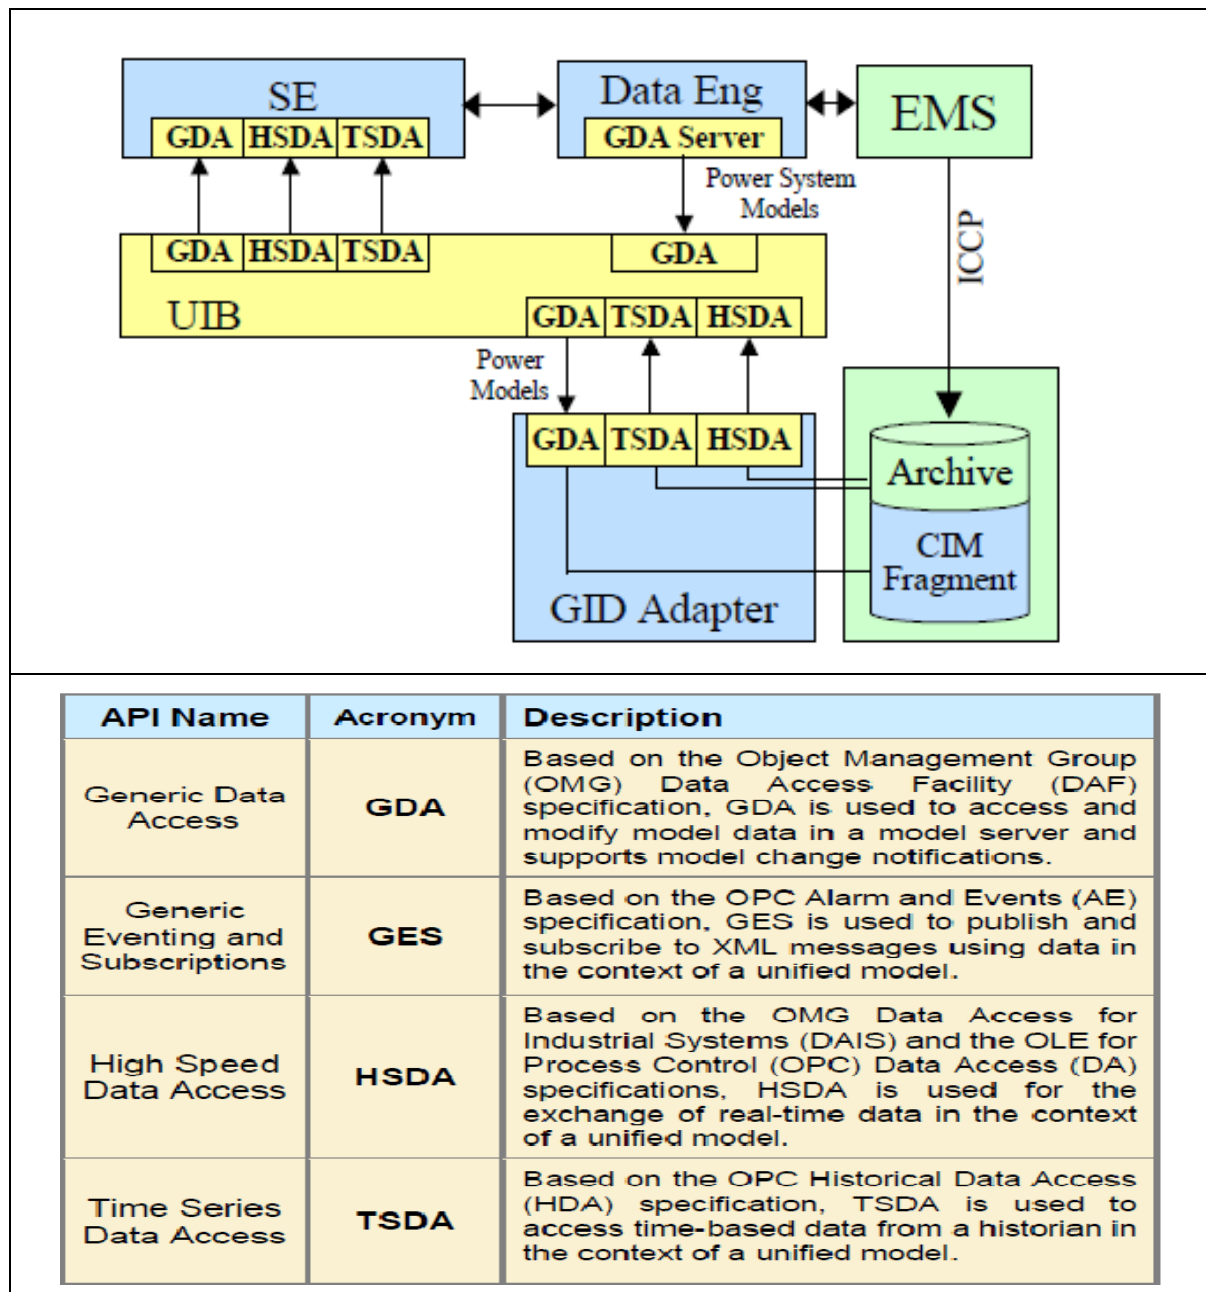 SE
GDA HSDA TSDA
Data Eng
GDA Server
EMS
Power System
Models
ICCP
GDA HSDA TSDA
GDA
UIB
GDA TSDA HSDA
Power
Models
GDA TSDA HSDA
GID Adapter
Archive
CIM
Fragment
API Name Acronym Description
Generic Data
Access
GDA
Based on the Object Management Group
(OMG) Data Access Facility (DAF)
specification, GDA is used to access and
modify model data in a model server and
supports model change notifications.
Generic
Eventing and
Subscriptions
GES
Based on the OPC Alarm and Events (AE)
specification, GES is used to publish and
subscribe to XML messages using data in
the context of a unified model.
High Speed
Data Access
HSDA
Based on the OMG Data Access for
Industrial Systems (DAIS) and the OLE for
Process Control (OPC) Data Access (DA)
specifications, HSDA is used for the
exchange of real-time data in the context
of a unified model.
Time Series
Data Access
TSDA
Based on the OPC Historical Data Access
(HDA) specification, TSDA is used to
access time-based data from a historian in
the context of a unified model.